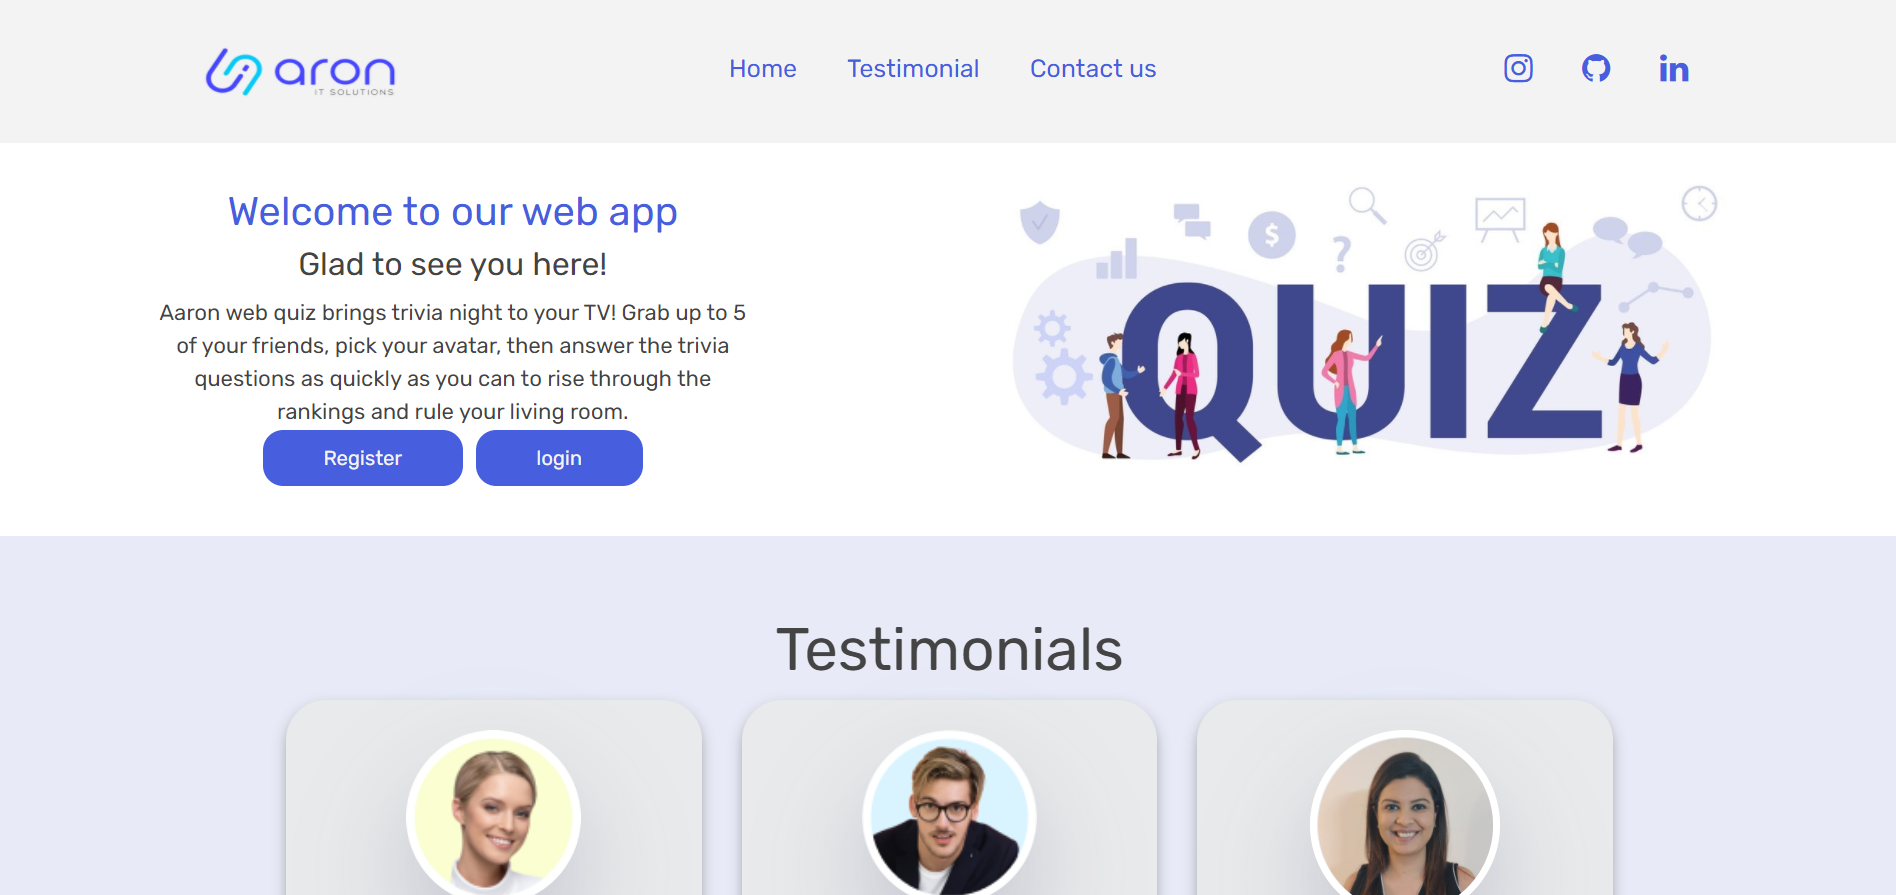 aron
IT SOLUTIONS
Home
Testimonial
Contact us
in
Welcome to our web app
Glad to see you here!
Aaron web quiz brings trivia night to your TV! Grab up to 5
of your friends, pick your avatar, then answer the trivia
questions as quickly as you can to rise through the
rankings and rule your living room.
Register
login
$
?
QUIZ
Testimonials